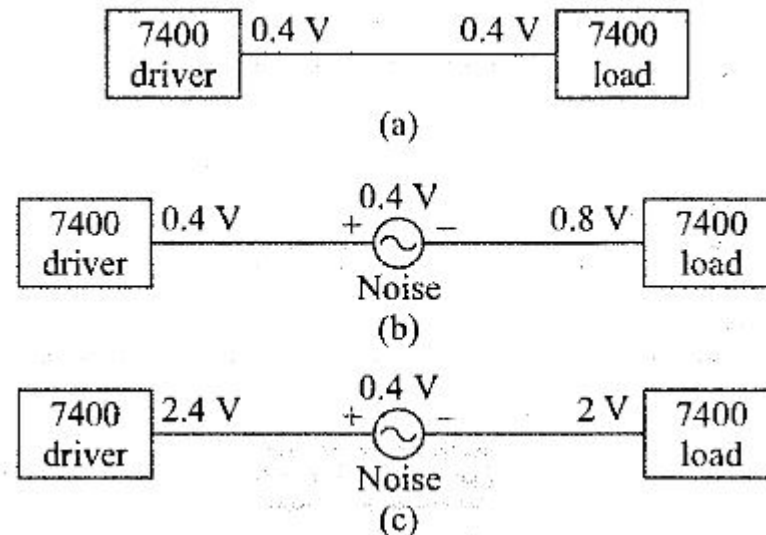 7400 driver 0.4 V 0.4 V 7400 load
(a)
7400 driver 0.4 V + 0.4 V − 0.8 V 7400 load
Noise
(b)
7400 driver 2.4 V + 0.4 V − 2 V 7400 load
Noise
(c)